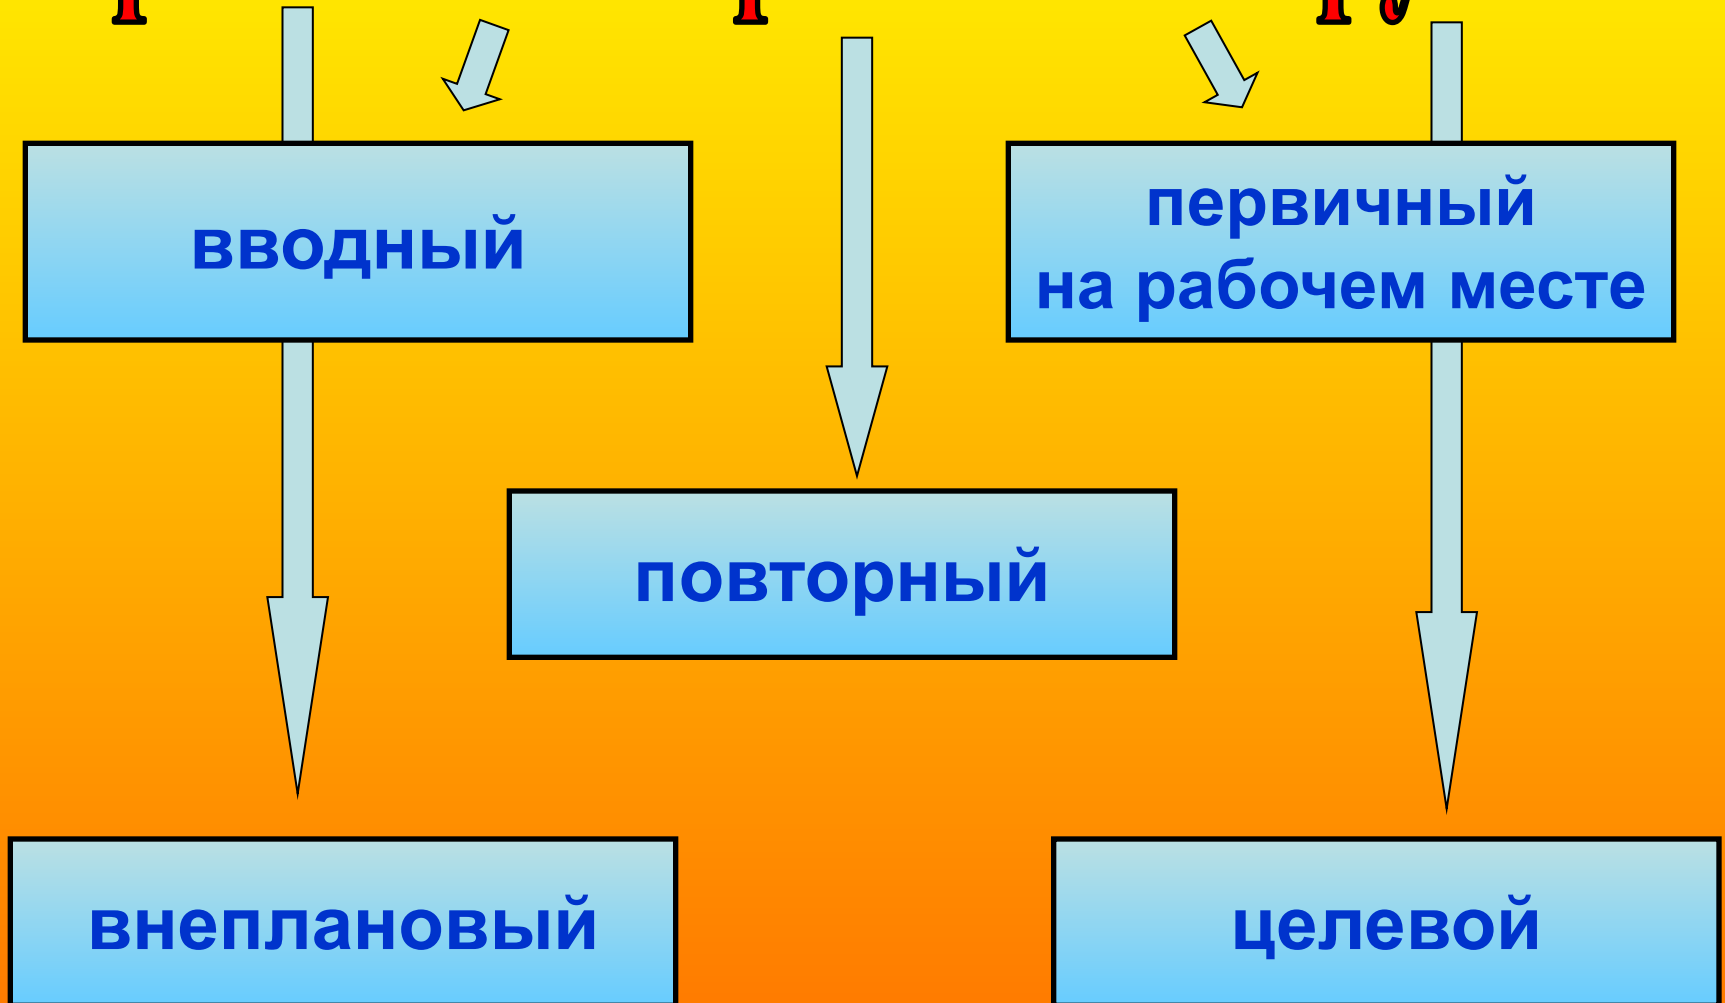 вводный
первичный
на рабочем месте
повторный
внеплановый
целевой